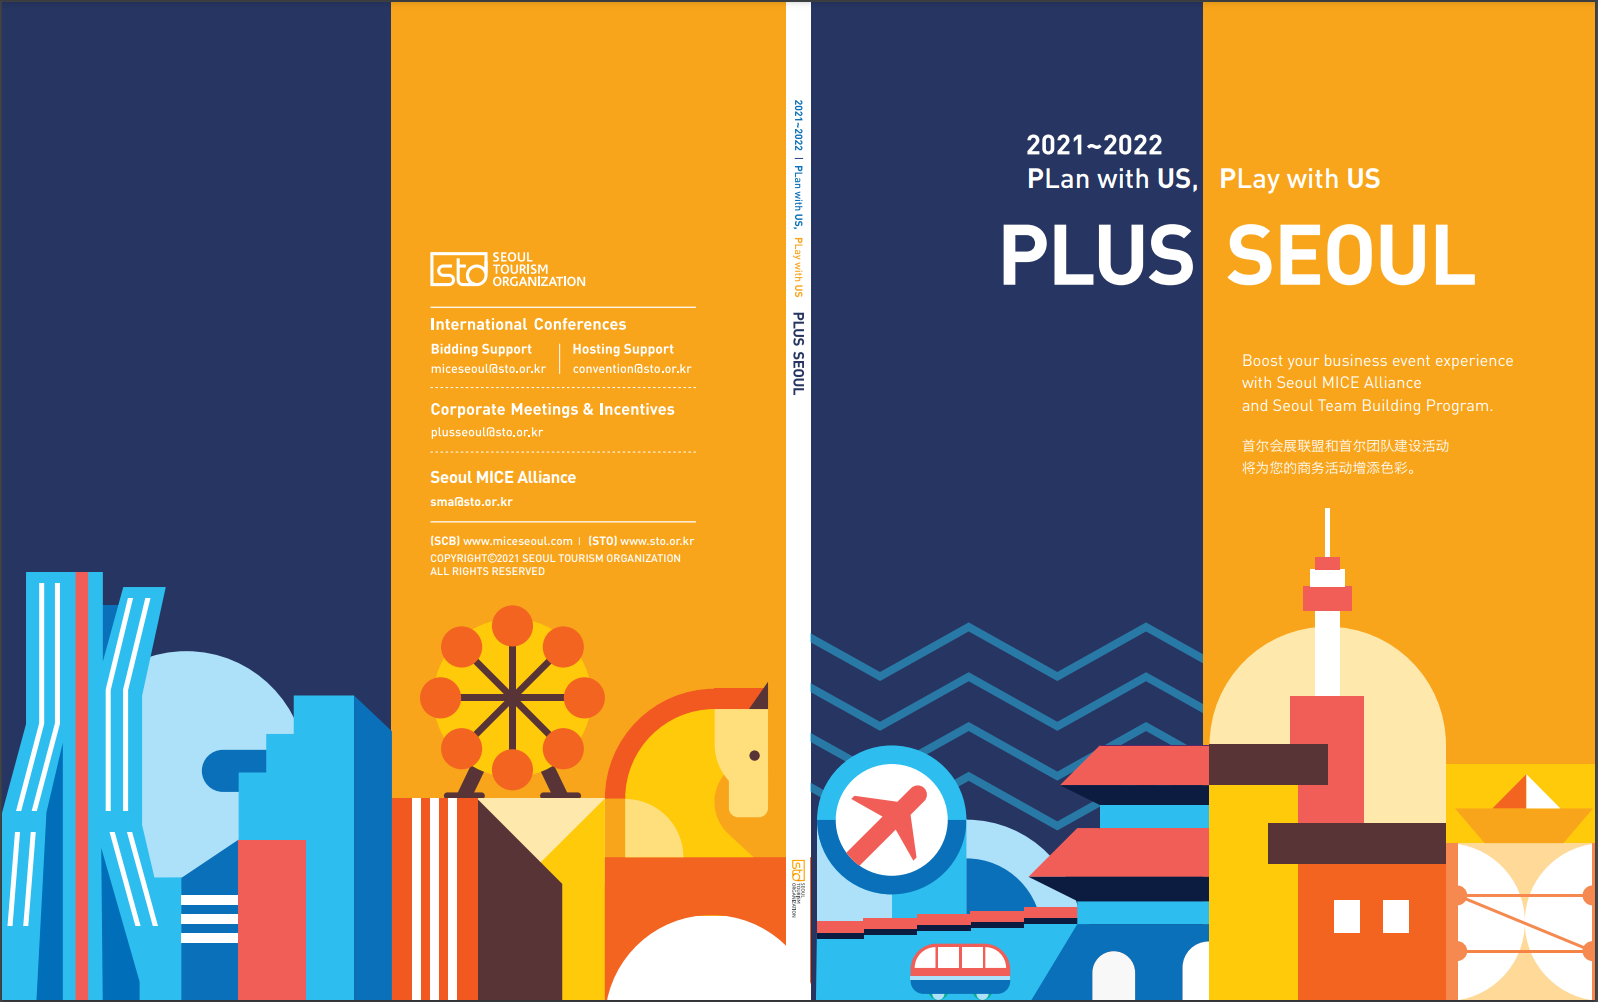 sto SEOUL
TOURISM
ORGANIZATION
International Conferences
Bidding Support
miceseoul@sto.or.kr
Hosting Support
convention@sto.or.kr
Corporate Meetings & Incentives
plusseoul@sto.or.kr
Seoul MICE Alliance
sma@sto.or.kr
(SCB) www.miceseoul.com | (STO) www.sto.or.kr
COPYRIGHT©2021 SEOUL TOURISM ORGANIZATION
ALL RIGHTS RESERVED
2021~2022 | PLan with US, PLay with US PLUS SEOUL
sto SEOUL
TOURISM
ORGANIZATION
2021~2022
PLan with US, PLay with US
PLUS SEOUL
Boost your business event experience
with Seoul MICE Alliance
and Seoul Team Building Program.
首尔会展联盟和首尔团队建设活动
将为您的商务活动增添色彩。